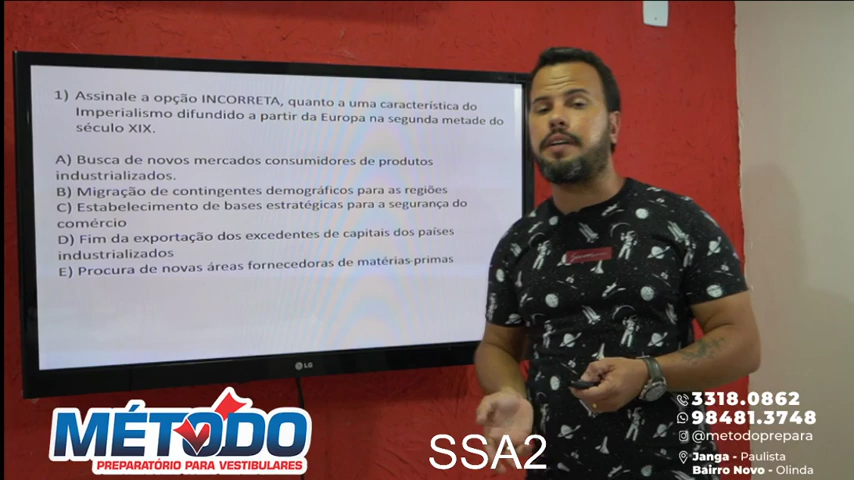 1) Assinale a opção INCORRETA, quanto a uma característica do
Imperialismo difundido a partir da Europa na segunda metade do
século XIX.
A) Busca de novos mercados consumidores de produtos
industrializados.
B) Migração de contingentes demográficos para as regiões
C) Estabelecimento de bases estratégicas para a segurança do
comércio
D) Fim da exportação dos excedentes de capitais dos países
industrializados
E) Procura de novas áreas fornecedoras de matérias-primas
LG
MÉTODO
PREPARATÓRIO PARA VESTIBULARES
SSA2
3318.0862
98481.3748
@metodoprepara
Janga - Paulista
Bairro Novo - Olinda